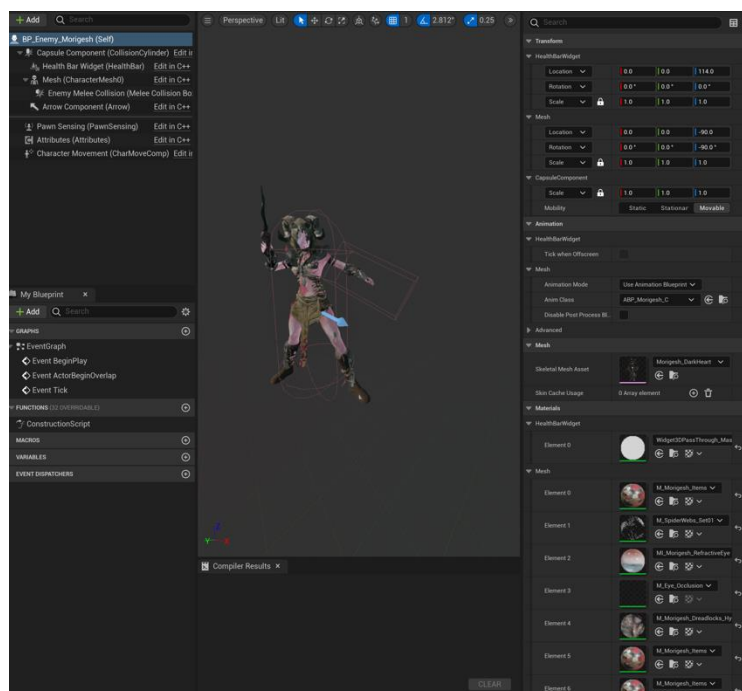 + Add
Search
BP_Enemy_Morigesh (Self)
Capsule Component (CollisionCylinder) Edit in
Health Bar Widget (HealthBar) Edit in C++
Mesh (CharacterMesh0) Edit in C++
Enemy Melee Collision (Melee Collision Bo
Arrow Component (Arrow) Edit in C++
Pawn Sensing (PawnSensing) Edit in C++
Attributes (Attributes) Edit in C++
Character Movement (CharMoveComp) Edit in
My Blueprint ×
+ Add
Search
GRAPHS
EventGraph
Event BeginPlay
Event ActorBeginOverlap
Event Tick
FUNCTIONS (32 OVERRIDABLE)
ConstructionScript
MACROS
VARIABLES
EVENT DISPATCHERS
Perspective Lit 1 2.812° 0.25 »
Y X
Compiler Results ×
CLEAR
Search
Transform
HealthBarWidget
Location 0.0 0.0 114.0
Rotation 0.0° 0.0° 0.0°
Scale 1.0 1.0 1.0
Mesh
Location 0.0 0.0 -90.0
Rotation 0.0° 0.0° -90.0°
Scale 1.0 1.0 1.0
CapsuleComponent
Scale 1.0 1.0 1.0
Mobility Static Stationar Movable
Animation
HealthBarWidget
Tick when Offscreen
Mesh
Animation Mode Use Animation Blueprint
Anim Class ABP_Morigesh_C
Disable Post Process Bl..
Advanced
Mesh
Skeletal Mesh Asset Morigesh_DarkHeart
Skin Cache Usage 0 Array element
Materials
HealthBarWidget
Element 0 Widget3DPassThrough_Mas
Mesh
Element 0 M_Morigesh_Items
Element 1 M_SpiderWebs_Set01
Element 2 MI_Morigesh_RefractiveEye
Element 3 M_Eye_Occlusion
Element 4 M_Morigesh_Dreadlocks_Hy
Element 5 M_Morigesh_Items
Element 6 M_Morigesh_Items